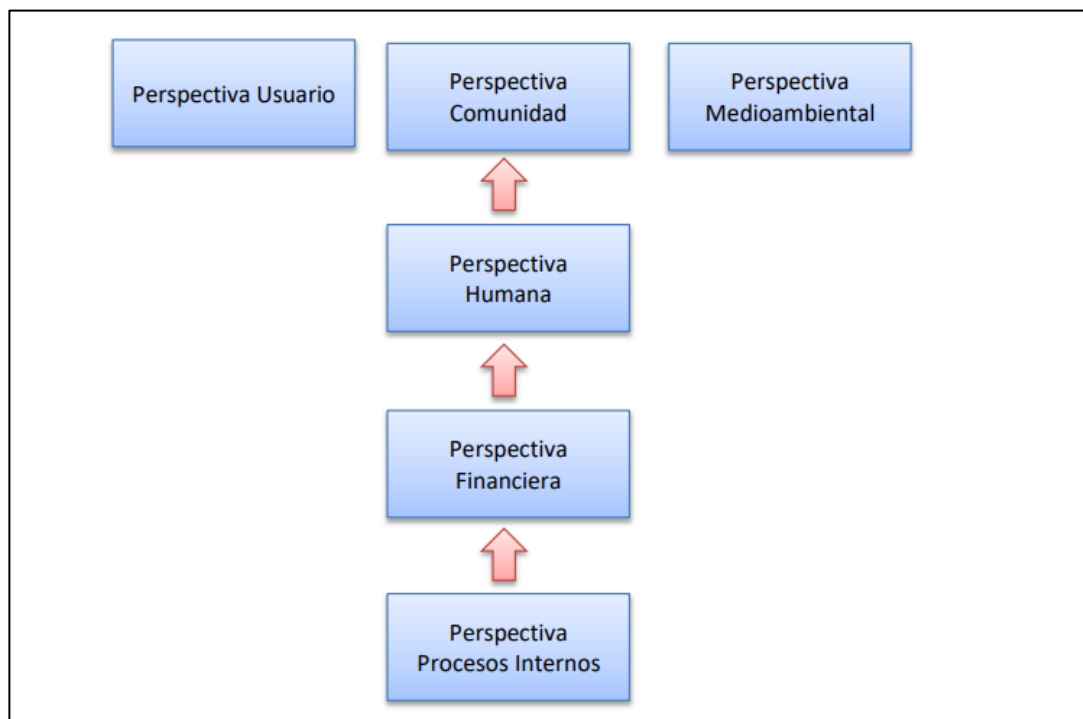 Perspectiva Usuario
Perspectiva
Comunidad
Perspectiva
Medioambiental
Perspectiva
Humana
Perspectiva
Financiera
Perspectiva
Procesos Internos